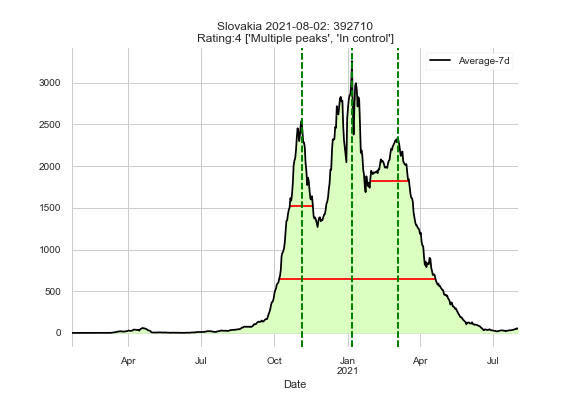 Slovakia 2021-08-02: 392710
Rating:4 ['Multiple peaks', 'In control']
Average-7d
3000
2500
2000
1500
1000
500
0
Apr Jul Oct Jan Apr Jul
2021
Date